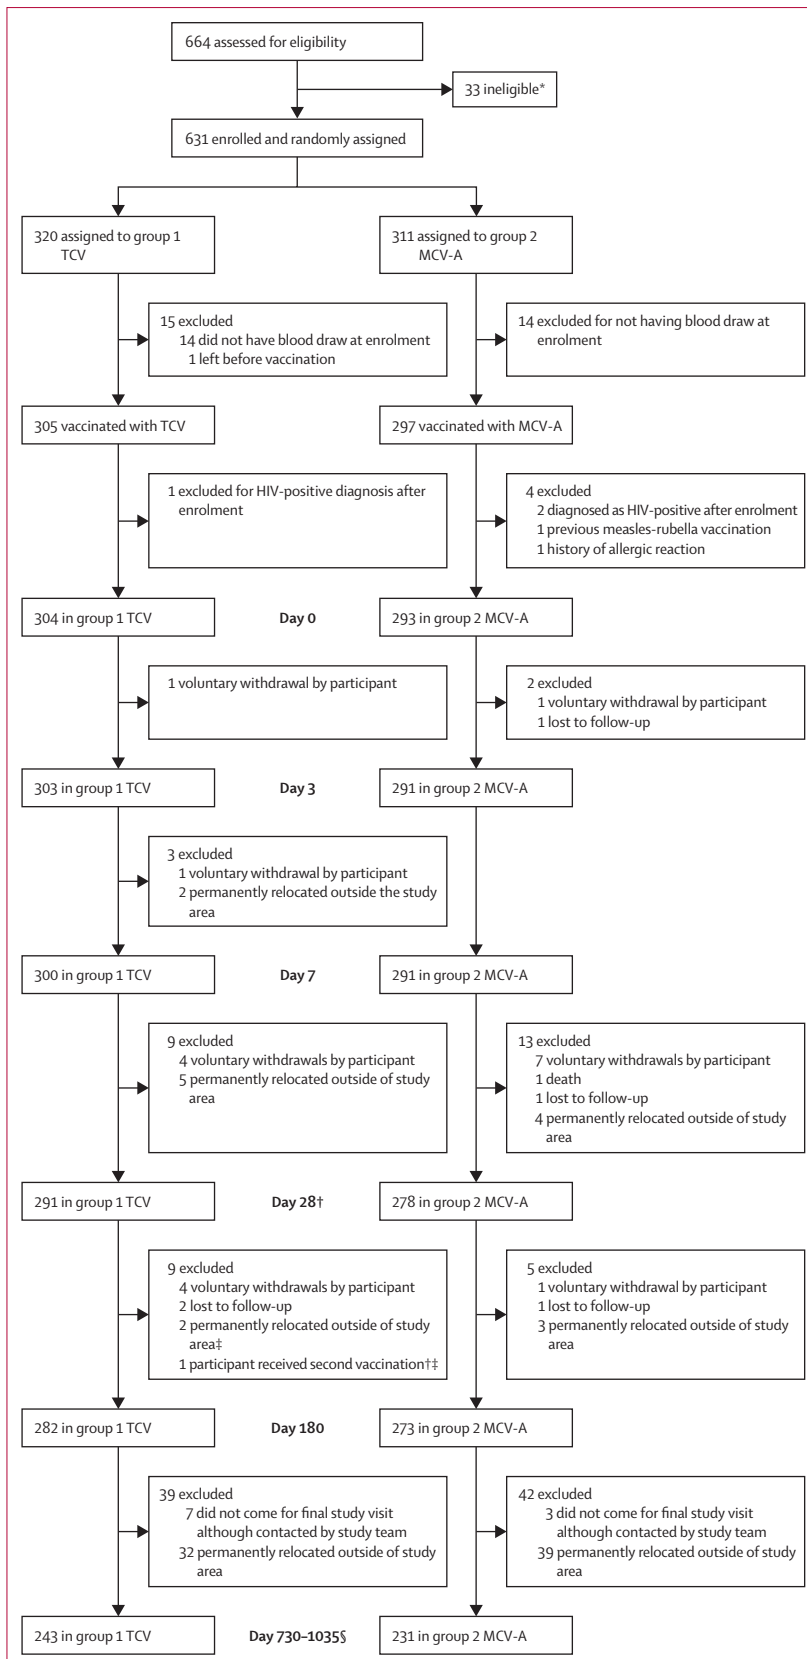 664 assessed for eligibility
33 ineligible*
631 enrolled and randomly assigned
320 assigned to group 1
TCV
311 assigned to group 2
MCV-A
15 excluded
14 did not have blood draw at enrolment
1 left before vaccination
14 excluded for not having blood draw at
enrolment
305 vaccinated with TCV
297 vaccinated with MCV-A
1 excluded for HIV-positive diagnosis after
enrolment
4 excluded
2 diagnosed as HIV-positive after enrolment
1 previous measles-rubella vaccination
1 history of allergic reaction
304 in group 1 TCV
Day 0
293 in group 2 MCV-A
1 voluntary withdrawal by participant
2 excluded
1 voluntary withdrawal by participant
1 lost to follow-up
303 in group 1 TCV
Day 3
291 in group 2 MCV-A
3 excluded
1 voluntary withdrawal by participant
2 permanently relocated outside the study
area
300 in group 1 TCV
Day 7
291 in group 2 MCV-A
9 excluded
4 voluntary withdrawals by participant
5 permanently relocated outside of study
area
13 excluded
7 voluntary withdrawals by participant
1 death
1 lost to follow-up
4 permanently relocated outside of study
area
291 in group 1 TCV
Day 28†
278 in group 2 MCV-A
9 excluded
4 voluntary withdrawals by participant
2 lost to follow-up
2 permanently relocated outside of study
area‡
1 participant received second vaccination†‡
5 excluded
1 voluntary withdrawal by participant
1 lost to follow-up
3 permanently relocated outside of study
area
282 in group 1 TCV
Day 180
273 in group 2 MCV-A
39 excluded
7 did not come for final study visit
although contacted by study team
32 permanently relocated outside of study
area
42 excluded
3 did not come for final study visit
although contacted by study team
39 permanently relocated outside of study
area
243 in group 1 TCV
Day 730–1035§
231 in group 2 MCV-A